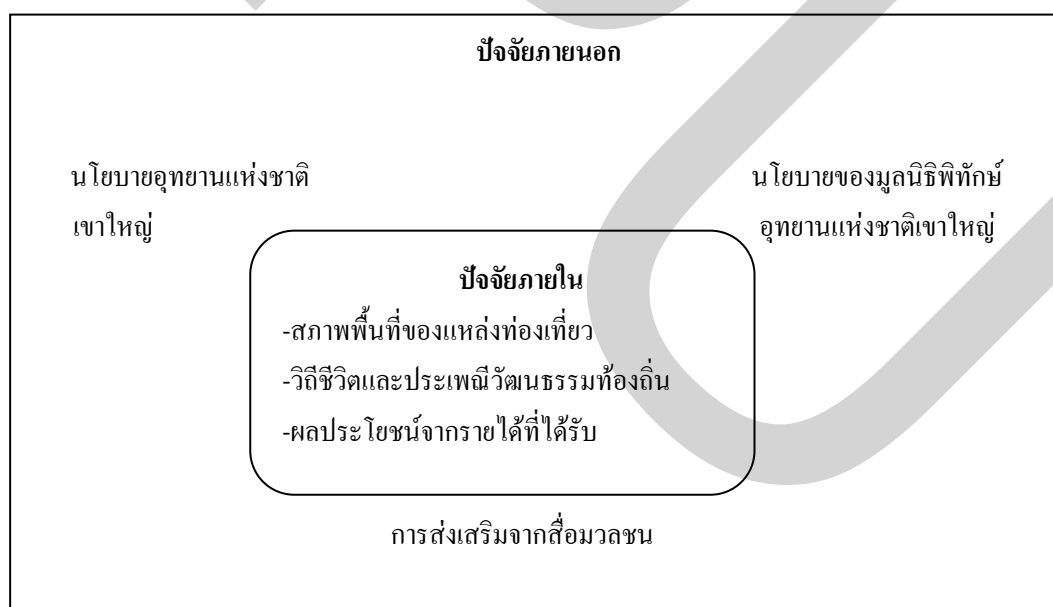 ปัจจัยภายนอก
นโยบายอุทยานแห่งชาติ
เขาใหญ่
นโยบายของมูลนิธิพิทักษ์
อุทยานแห่งชาติเขาใหญ่
ปัจจัยภายใน
-สภาพพื้นที่ของแหล่งท่องเที่ยว
-วิถีชีวิตและประเพณีวัฒนธรรมท้องถิ่น
-ผลประโยชน์จากรายได้ที่ได้รับ
การส่งเสริมจากสื่อมวลชน